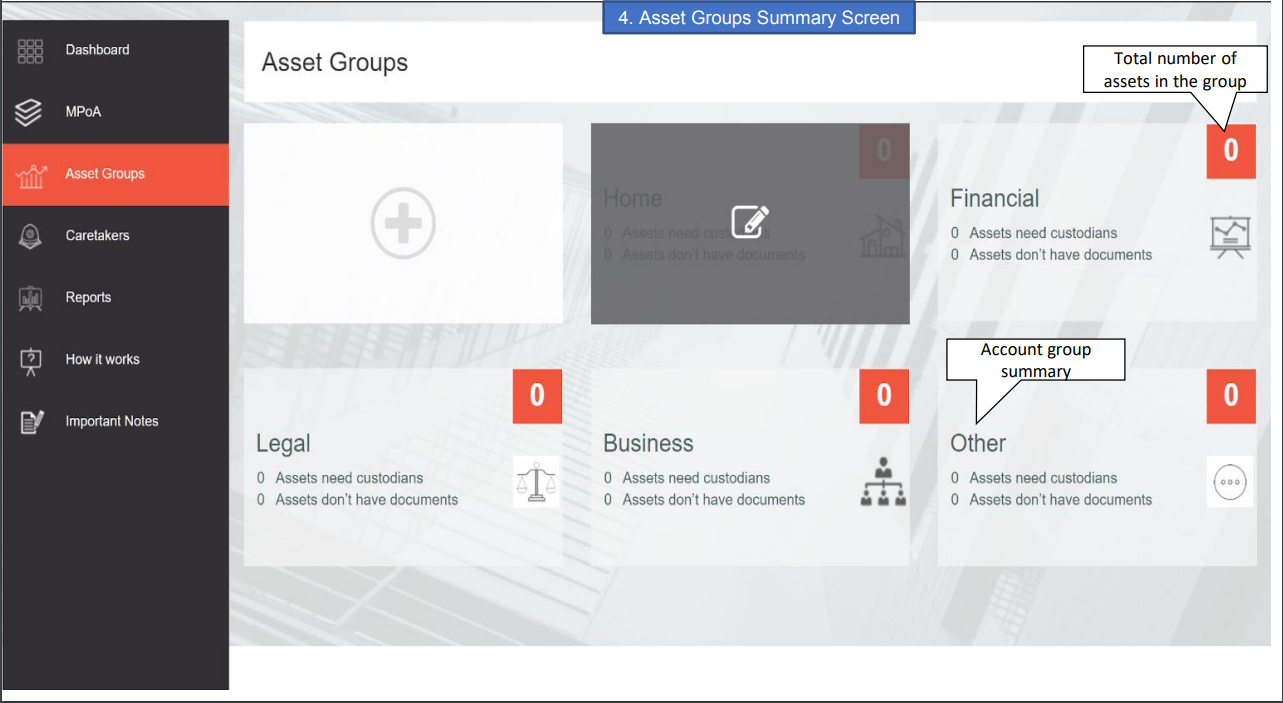 4. Asset Groups Summary Screen
Dashboard
MPoA
Asset Groups
Caretakers
Reports
How it works
Important Notes
Asset Groups
Total number of
assets in the group
0
Home
0 Assets need custodians
0 Assets don't have documents
0
Financial
0 Assets need custodians
0 Assets don't have documents
Account group
summary
0
Legal
0 Assets need custodians
0 Assets don't have documents
0
Business
0 Assets need custodians
0 Assets don't have documents
0
Other
0 Assets need custodians
0 Assets don't have documents